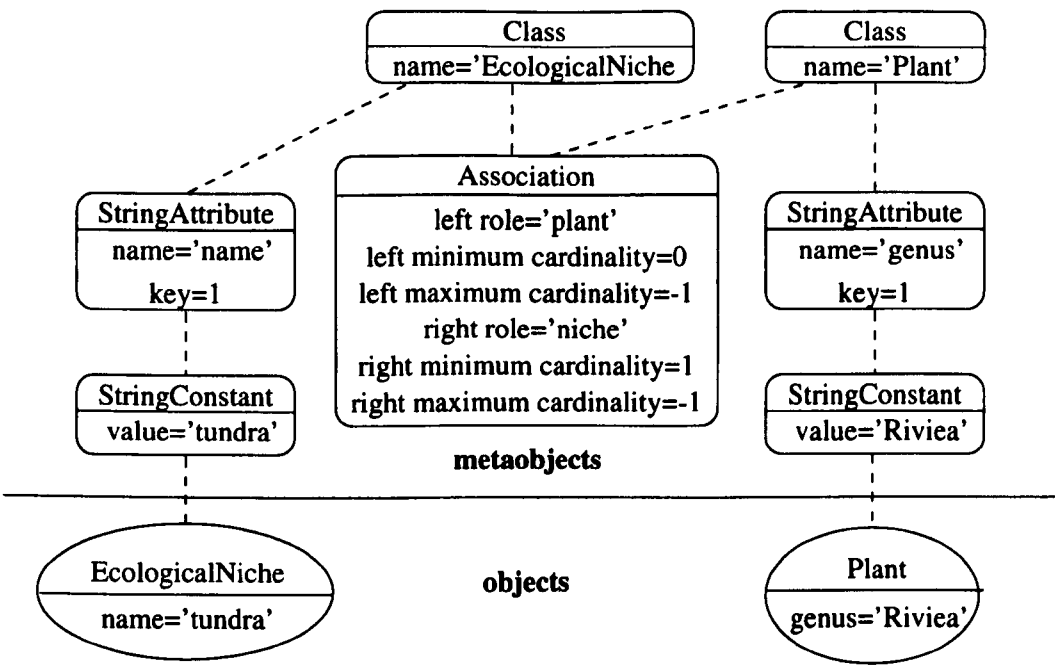 Class
name='EcologicalNiche
Class
name='Plant'
StringAttribute
name='name'
key=1
Association
left role='plant'
left minimum cardinality=0
left maximum cardinality=-1
right role='niche'
right minimum cardinality=1
right maximum cardinality=-1
StringAttribute
name='genus'
key=1
StringConstant
value='tundra'
StringConstant
value='Riviea'
metaobjects
EcologicalNiche
name='tundra'
objects
Plant
genus='Riviea'